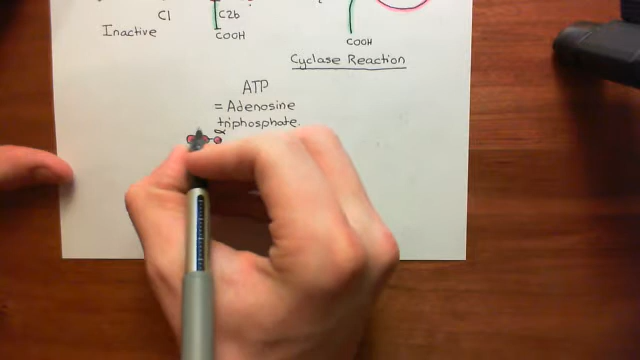 C1
C2b
Inactive
COOH
COOH
Cyclase Reaction
ATP
= Adenosine
triphosphate.
α